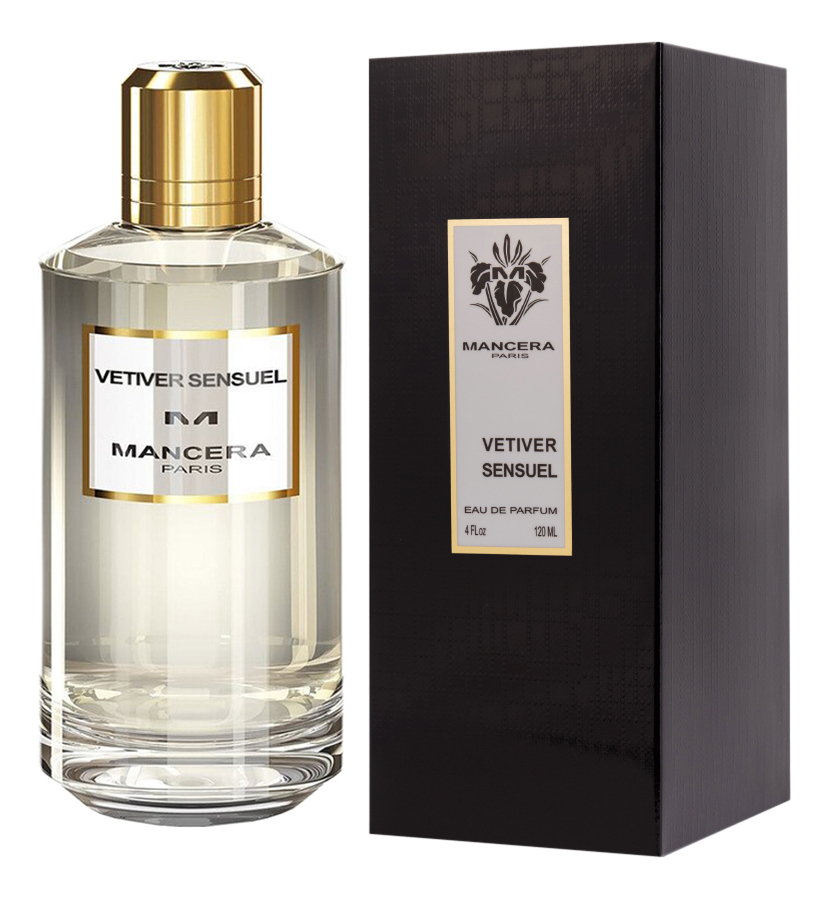 VETIVER SENSUEL
M
MANCERA
PARIS
M
MANCERA
PARIS
VETIVER
SENSUEL
EAU DE PARFUM
4 FLoz 120 ML